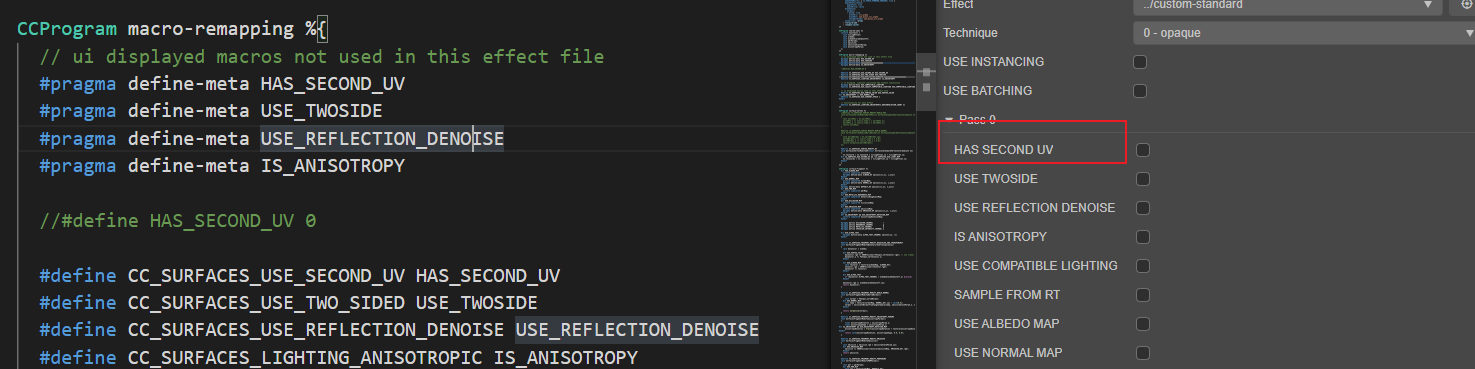 CCProgram macro-remapping %{
// ui displayed macros not used in this effect file
#pragma define-meta HAS_SECOND_UV
#pragma define-meta USE_TWOSIDE
#pragma define-meta USE_REFLECTION_DENOISE
#pragma define-meta IS_ANISOTROPY
//#define HAS_SECOND_UV 0
#define CC_SURFACES_USE_SECOND_UV HAS_SECOND_UV
#define CC_SURFACES_USE_TWO_SIDED USE_TWOSIDE
#define CC_SURFACES_USE_REFLECTION_DENOISE USE_REFLECTION_DENOISE
#define CC_SURFACES_LIGHTING_ANISOTROPIC IS_ANISOTROPY
Effect ../custom-standard
Technique 0 - opaque
USE INSTANCING
USE BATCHING
Pass 0
HAS SECOND UV
USE TWOSIDE
USE REFLECTION DENOISE
IS ANISOTROPY
USE COMPATIBLE LIGHTING
SAMPLE FROM RT
USE ALBEDO MAP
USE NORMAL MAP